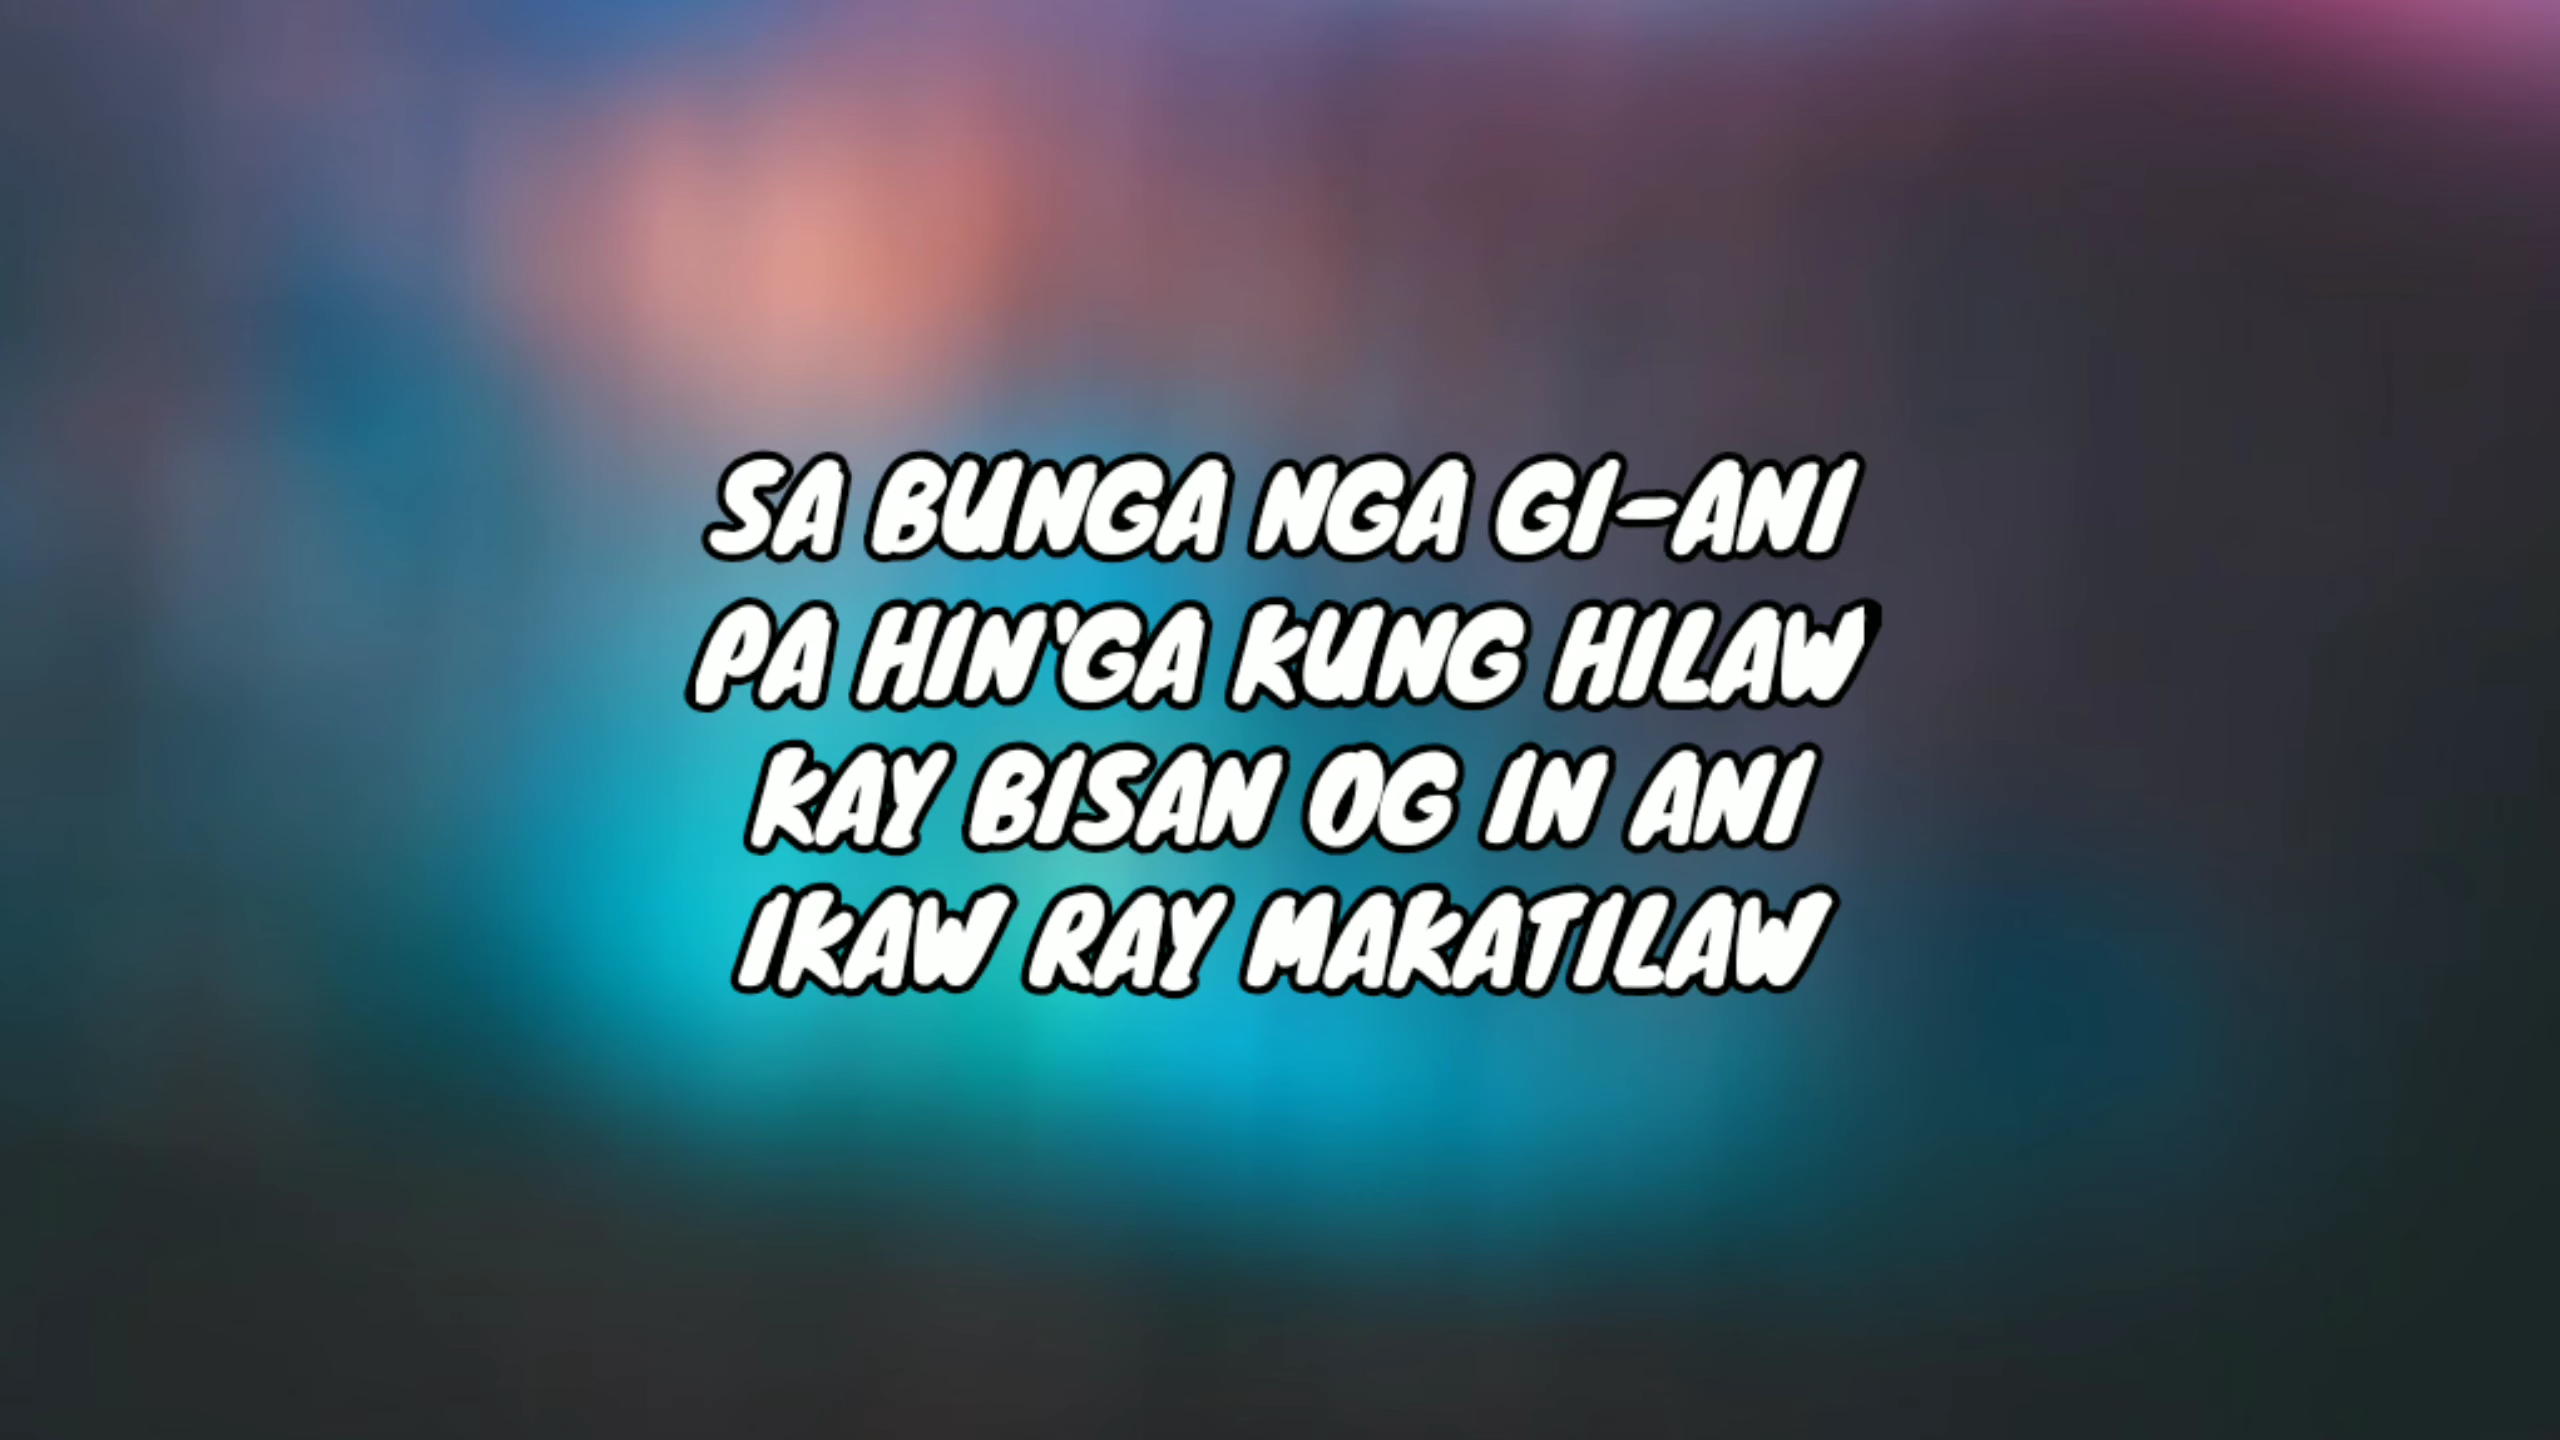 SA BUNGA NGA GI-ANI
PA HIN'GA KUNG HILAW
KAY BISAN OG IN ANI
IKAW RAY MAKATILAW